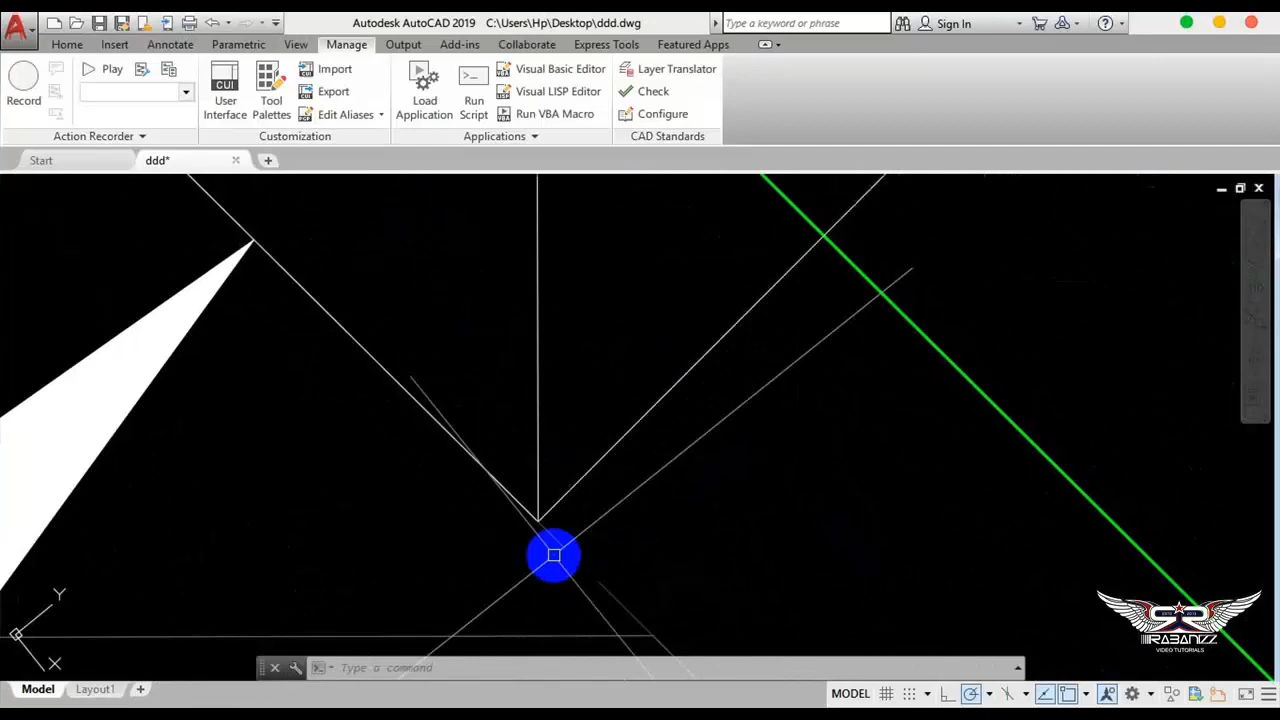 Autodesk AutoCAD 2019 C:\Users\Hp\Desktop\ddd.dwg
Type a keyword or phrase
Sign In
Home Insert Annotate Parametric View Manage Output Add-ins Collaborate Express Tools Featured Apps
Record
Play
Action Recorder
CUI
User
Interface
Tool
Palettes
Import
Export
Edit Aliases
Customization
Load
Application
Run
Script
Visual Basic Editor
Visual LISP Editor
Run VBA Macro
Applications
Layer Translator
Check
Configure
CAD Standards
Start
ddd*
Y
X
Type a command
RABANIZZ
VIDEO TUTORIALS
Model Layout1
MODEL